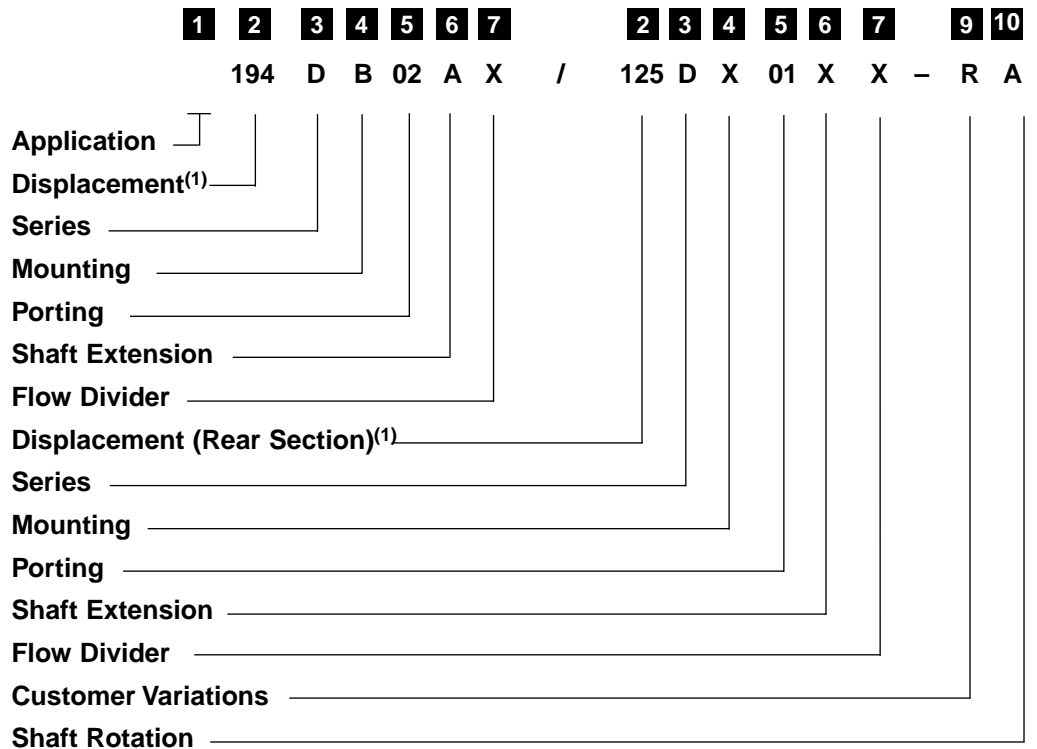 1 2 3 4 5 6 7 2 3 4 5 6 7 9 10
194 D B 02 A X / 125 D X 01 X X – R A
Application
Displacement(1)
Series
Mounting
Porting
Shaft Extension
Flow Divider
Displacement (Rear Section)(1)
Series
Mounting
Porting
Shaft Extension
Flow Divider
Customer Variations
Shaft Rotation